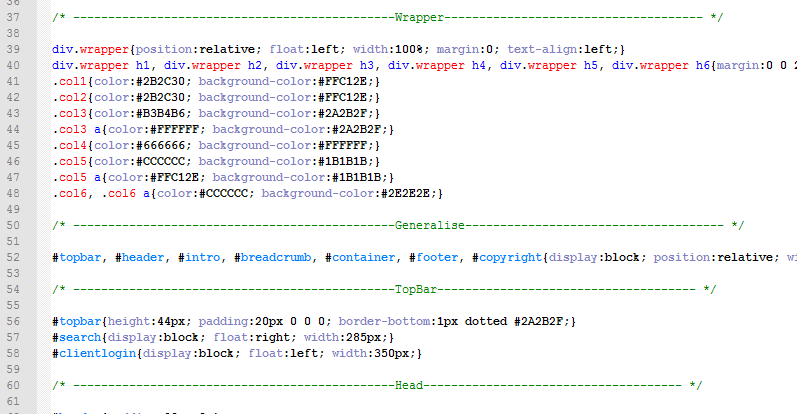 36
37 /* ----------------------------------------------Wrapper------------------------------------- */
38
39 div.wrapper{position:relative; float:left; width:100%; margin:0; text-align:left;}
40 div.wrapper h1, div.wrapper h2, div.wrapper h3, div.wrapper h4, div.wrapper h5, div.wrapper h6{margin:0 0 2
41 .col1{color:#2B2C30; background-color:#FFC12E;}
42 .col2{color:#2B2C30; background-color:#FFC12E;}
43 .col3{color:#B3B4B6; background-color:#2A2B2F;}
44 .col3 a{color:#FFFFFF; background-color:#2A2B2F;}
45 .col4{color:#666666; background-color:#FFFFFF;}
46 .col5{color:#CCCCCC; background-color:#1B1B1B;}
47 .col5 a{color:#FFC12E; background-color:#1B1B1B;}
48 .col6, .col6 a{color:#CCCCCC; background-color:#2E2E2E;}
49
50 /* ----------------------------------------------Generalise------------------------------------- */
51
52 #topbar, #header, #intro, #breadcrumb, #container, #footer, #copyright{display:block; position:relative; wi
53
54 /* ----------------------------------------------TopBar------------------------------------- */
55
56 #topbar{height:44px; padding:20px 0 0 0; border-bottom:1px dotted #2A2B2F;}
57 #search{display:block; float:right; width:285px;}
58 #clientlogin{display:block; float:left; width:350px;}
59
60 /* ----------------------------------------------Head------------------------------------- */
61